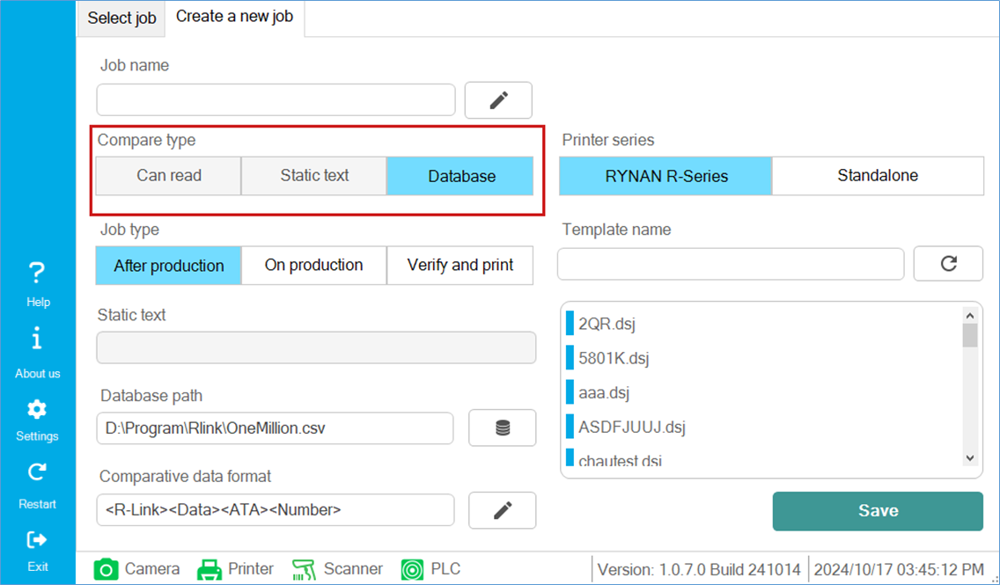 Select job
Create a new job
Job name
Compare type
Can read
Static text
Database
Printer series
RYNAN R-Series
Standalone
Job type
After production
On production
Verify and print
Template name
Static text
2QR.dsj
5801K.dsj
aaa.dsj
ASDFJUUJ.dsj
chautest.dsj
Database path
D:\Program\Rlink\OneMillion.csv
Comparative data format
<R-Link><Data><ATA><Number>
Save
Help
About us
Settings
Restart
Exit
Camera
Printer
Scanner
PLC
Version: 1.0.7.0 Build 241014
2024/10/17 03:45:12 PM